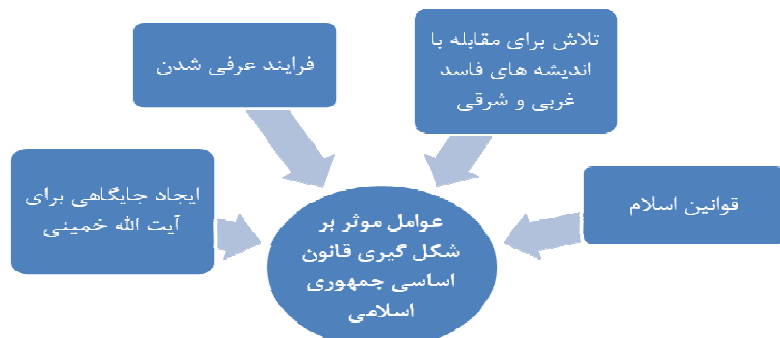 تلاش برای مقابله با
اندیشه های فاسد
غربی و شرقی
فرایند عرفی شدن
قوانین اسلام
ایجاد جایگاهی برای
آیت الله خمینی
عوامل موثر بر
شکل گیری قانون
اساسی جمهوری
اسلامی